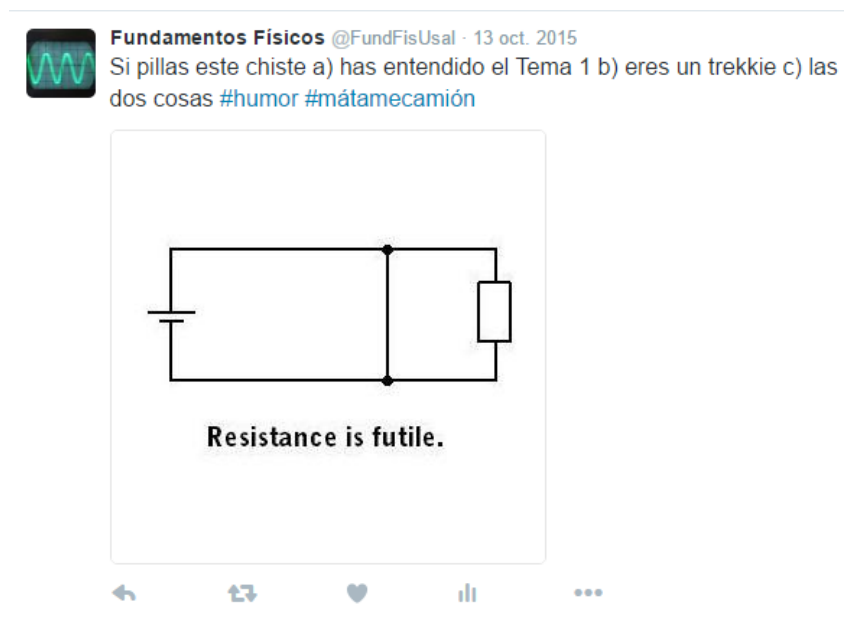 Fundamentos Físicos @FundFisUsal · 13 oct. 2015
Si pillas este chiste a) has entendido el Tema 1 b) eres un trekkie c) las
dos cosas #humor #mátamecamión
Resistance is futile.